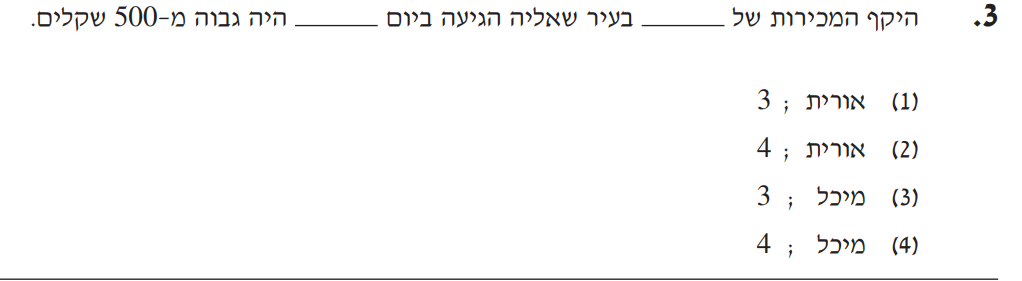 3. היקף המכירות של ______ בעיר שאליה הגיעה ביום ______ היה גבוה מ-500 שקלים.
(1) אורית ; 3
(2) אורית ; 4
(3) מיכל ; 3
(4) מיכל ; 4